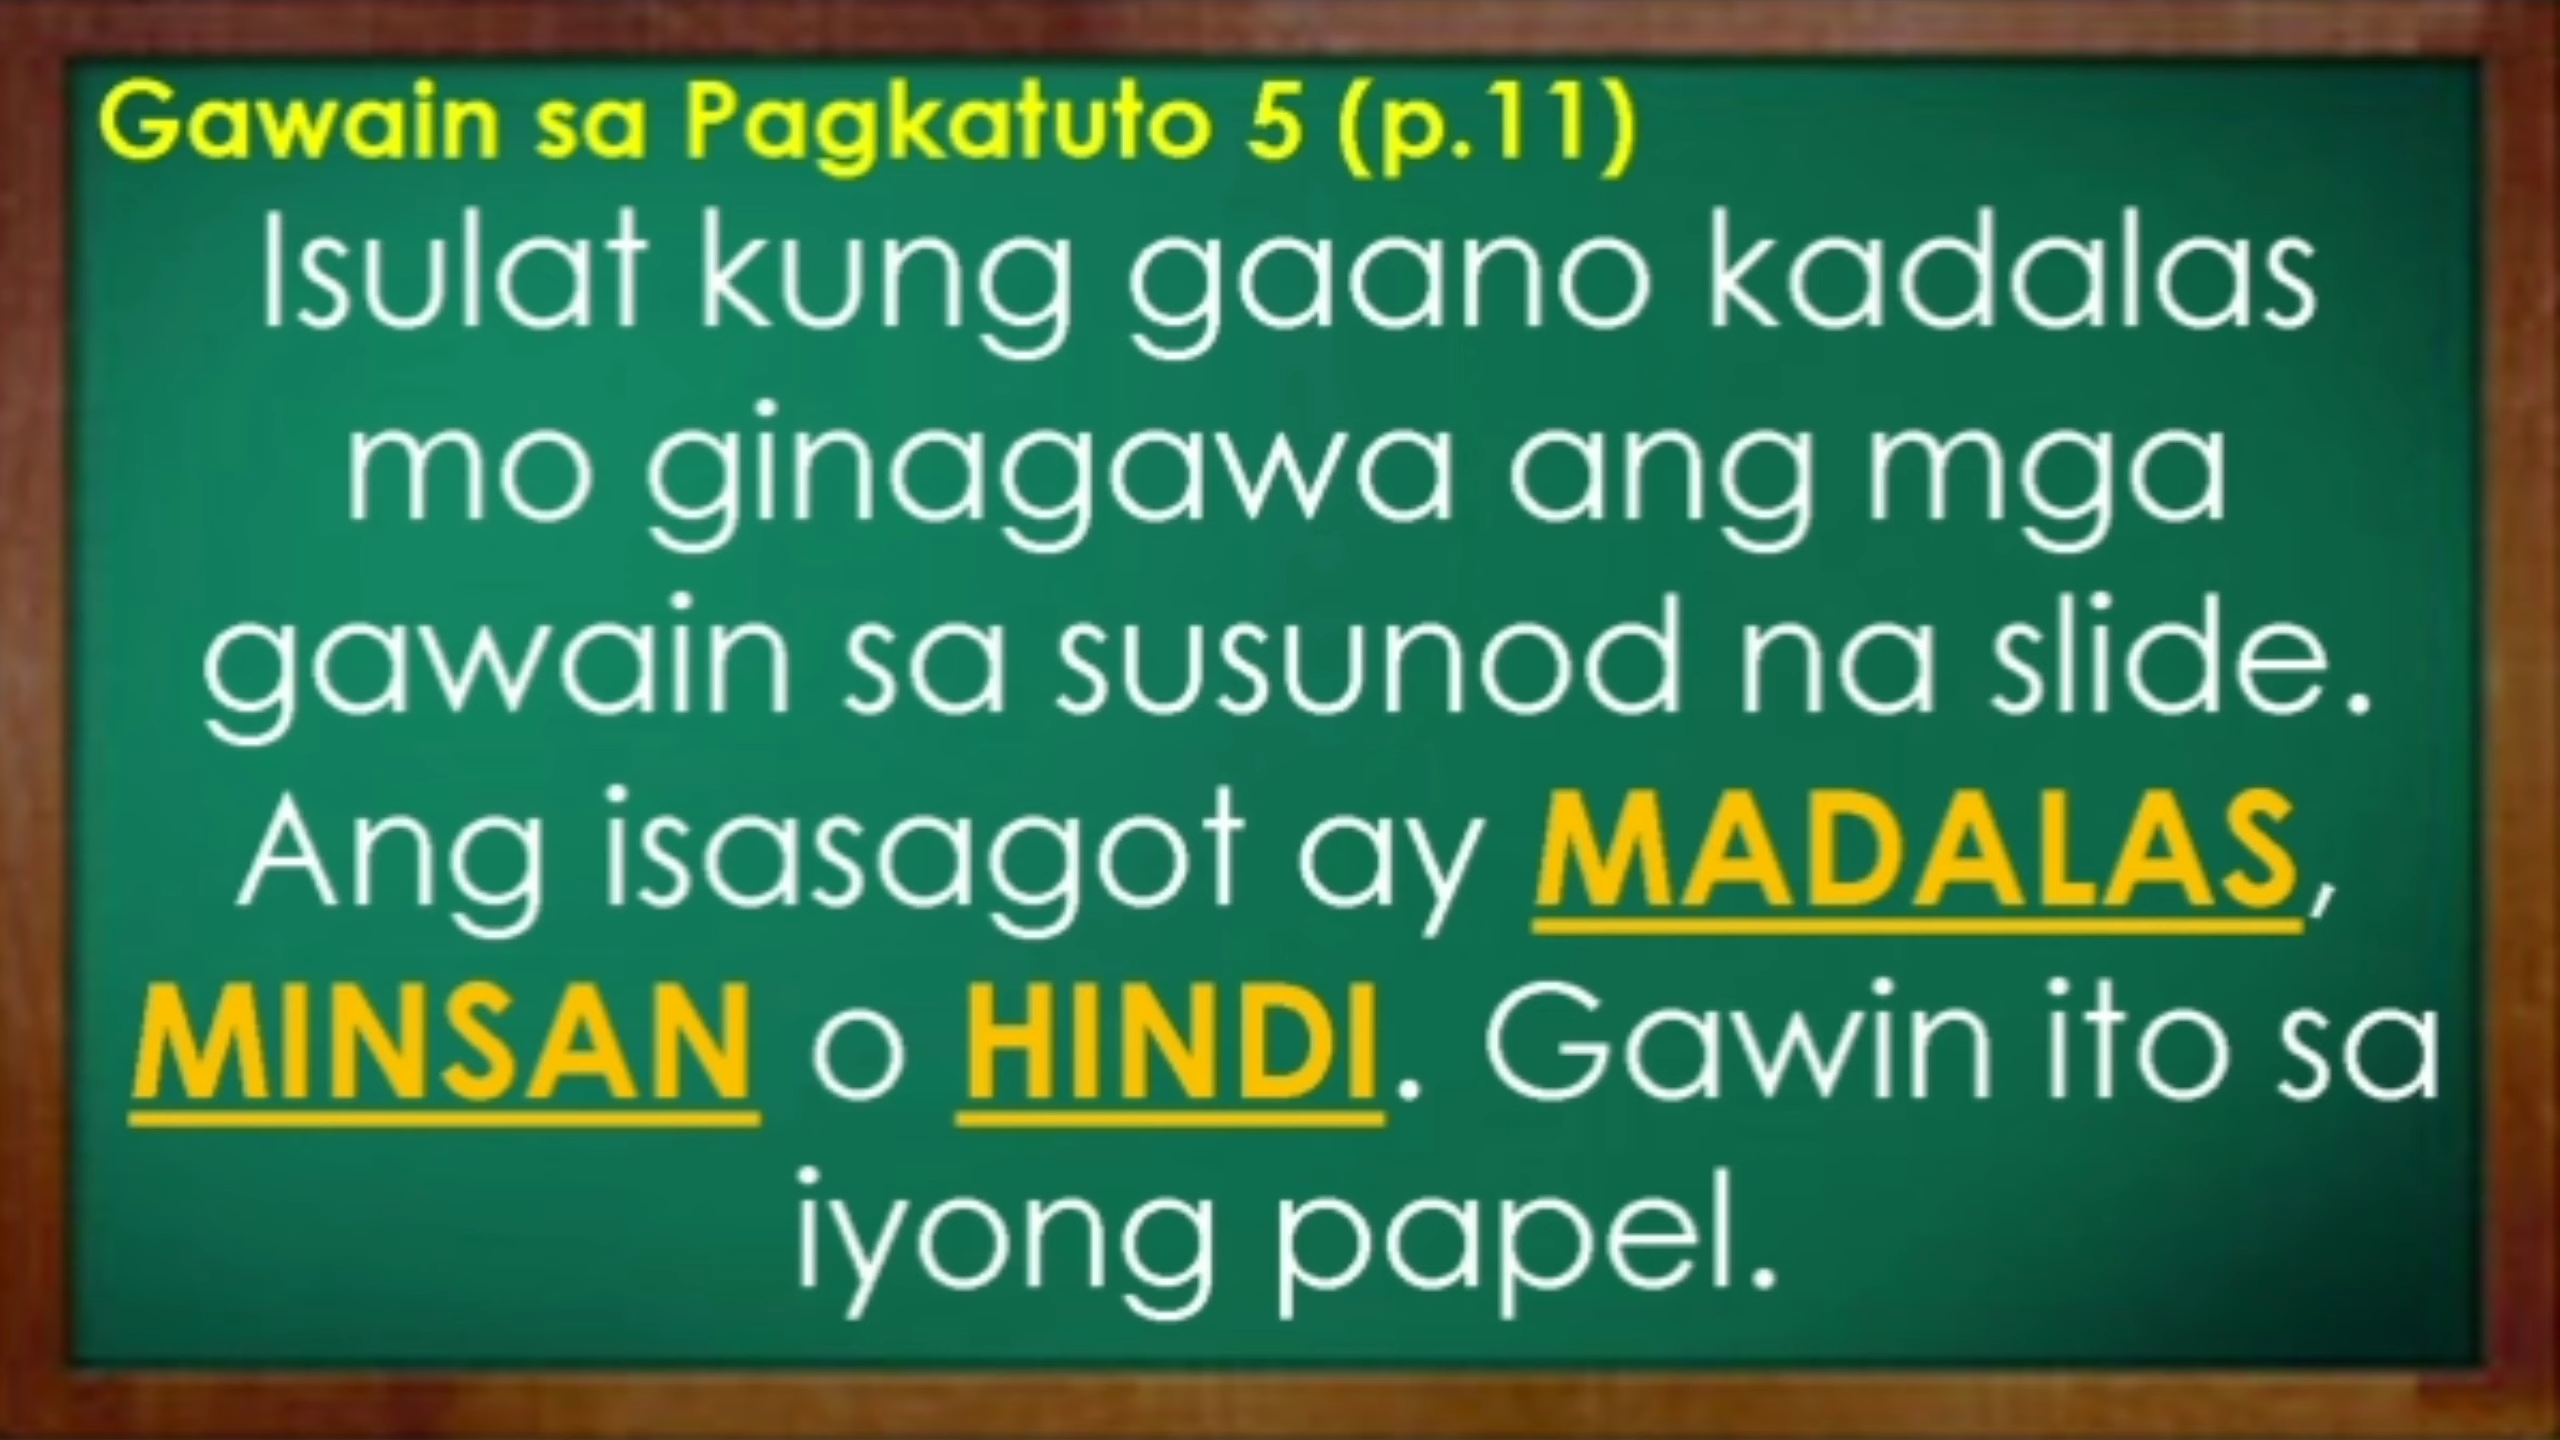 Gawain sa Pagkatuto 5 (p.11)
Isulat kung gaano kadalas
mo ginagawa ang mga
gawain sa susunod na slide.
Ang isasagot ay MADALAS,
MINSAN o HINDI. Gawin ito sa
iyong papel.